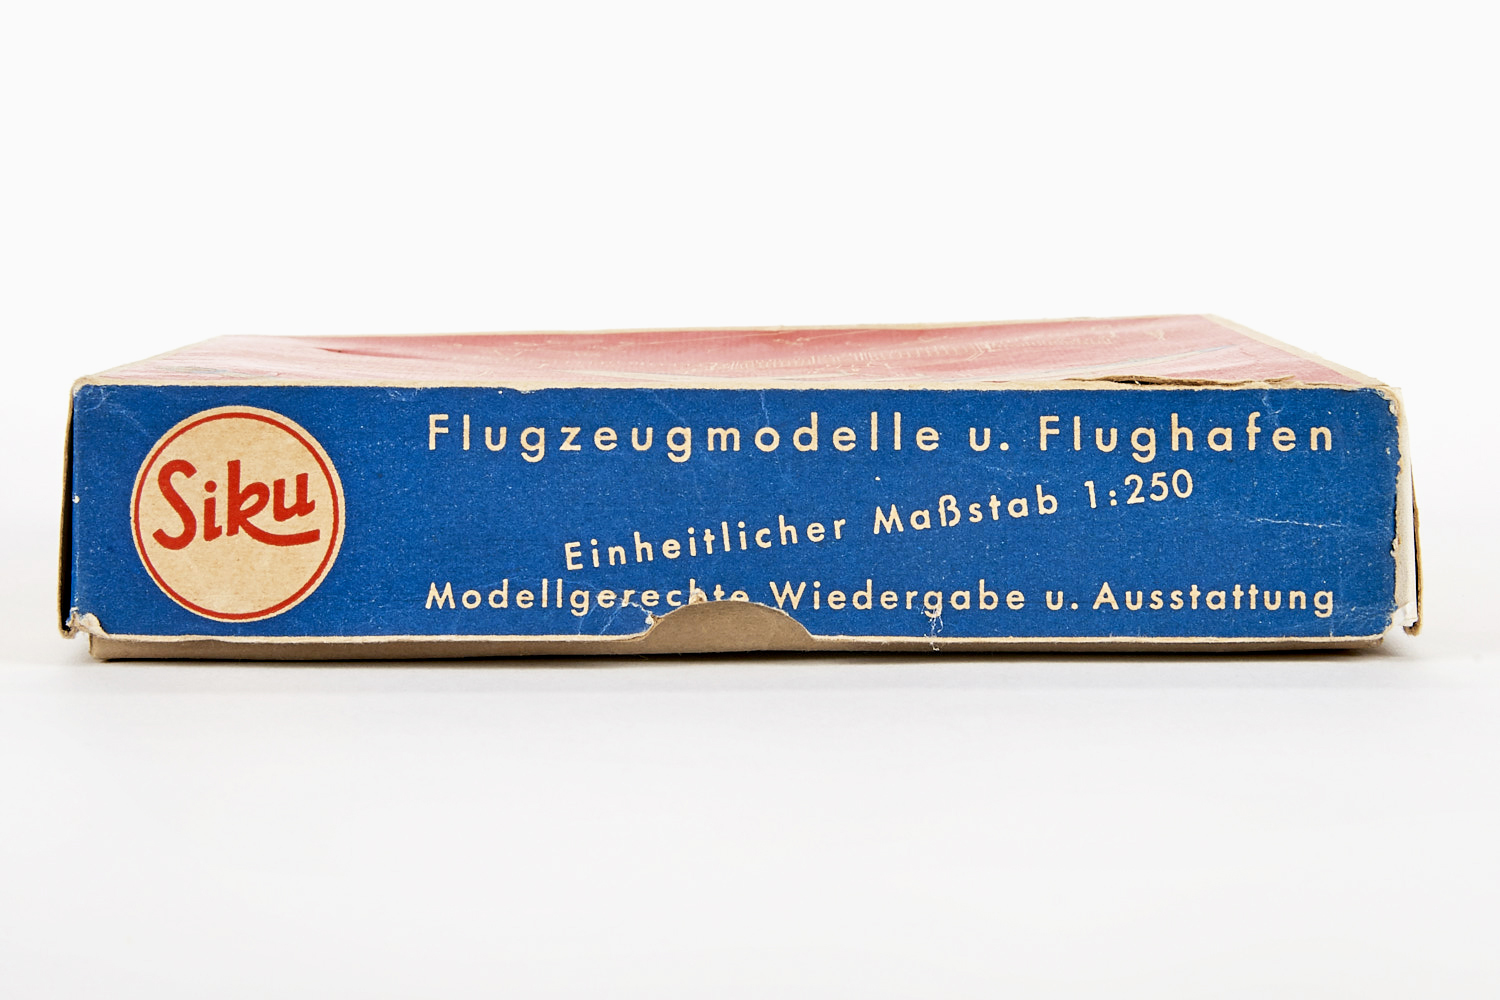 Siku
Flugzeugmodelle u. Flughafen
Einheitlicher Maßstab 1:250
Modellgerechte Wiedergabe u. Ausstattung